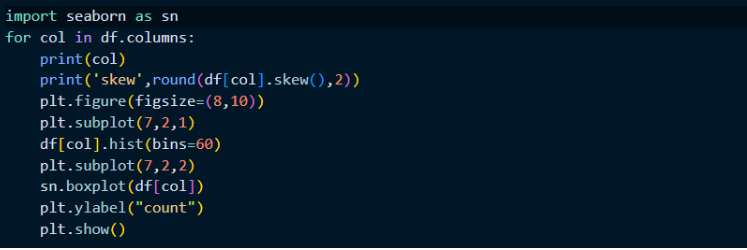 import seaborn as sn
for col in df.columns:
    print(col)
    print('skew',round(df[col].skew(),2))
    plt.figure(figsize=(8,10))
    plt.subplot(7,2,1)
    df[col].hist(bins=60)
    plt.subplot(7,2,2)
    sn.boxplot(df[col])
    plt.ylabel("count")
    plt.show()